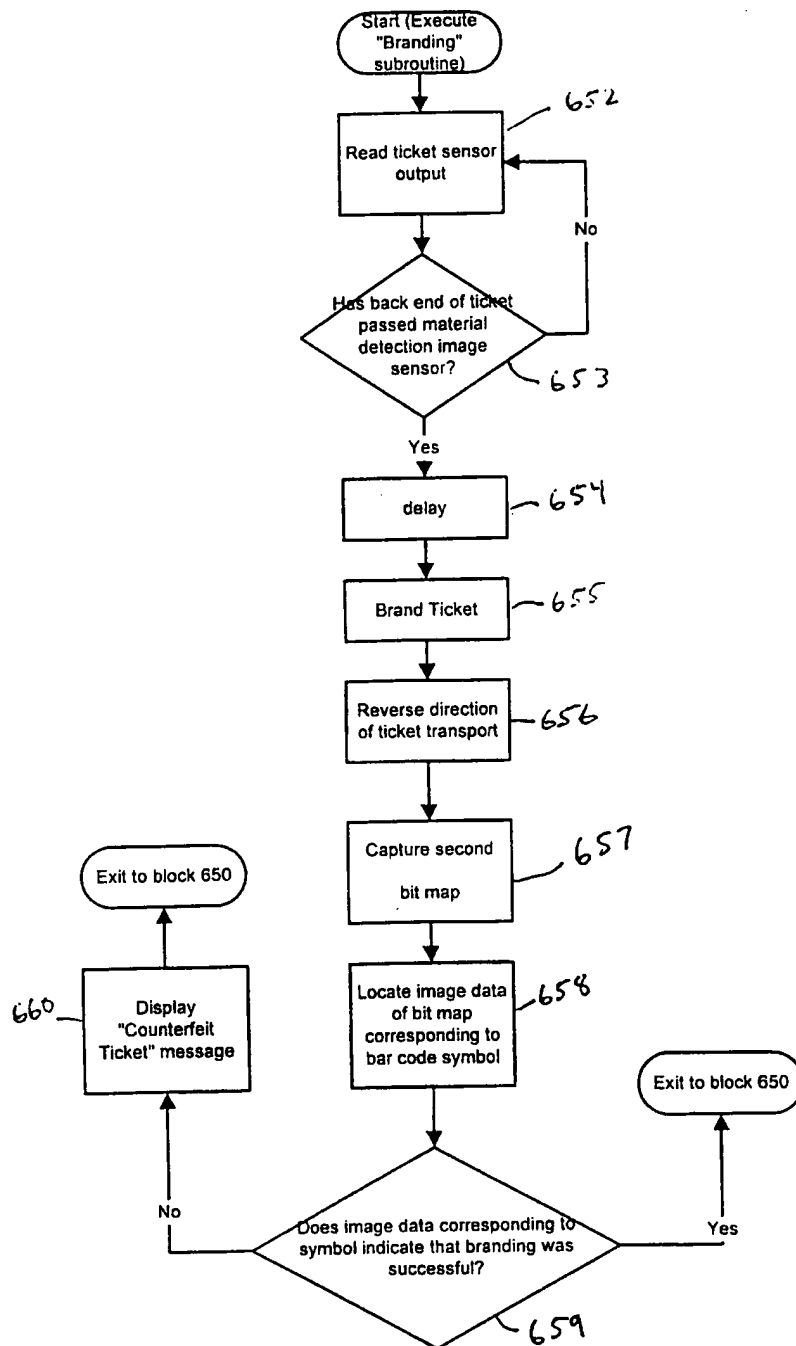 Start (Execute
"Branding"
subroutine)
652
Read ticket sensor
output
No
Has back end of ticket
passed material
detection image
sensor?
653
Yes
delay
654
Brand Ticket
655
Reverse direction
of ticket transport
656
Capture second
bit map
657
Exit to block 650
Locate image data
of bit map
corresponding to
bar code symbol
658
660
Display
"Counterfeit
Ticket" message
Exit to block 650
No
Does image data corresponding to
symbol indicate that branding was
successful?
Yes
659